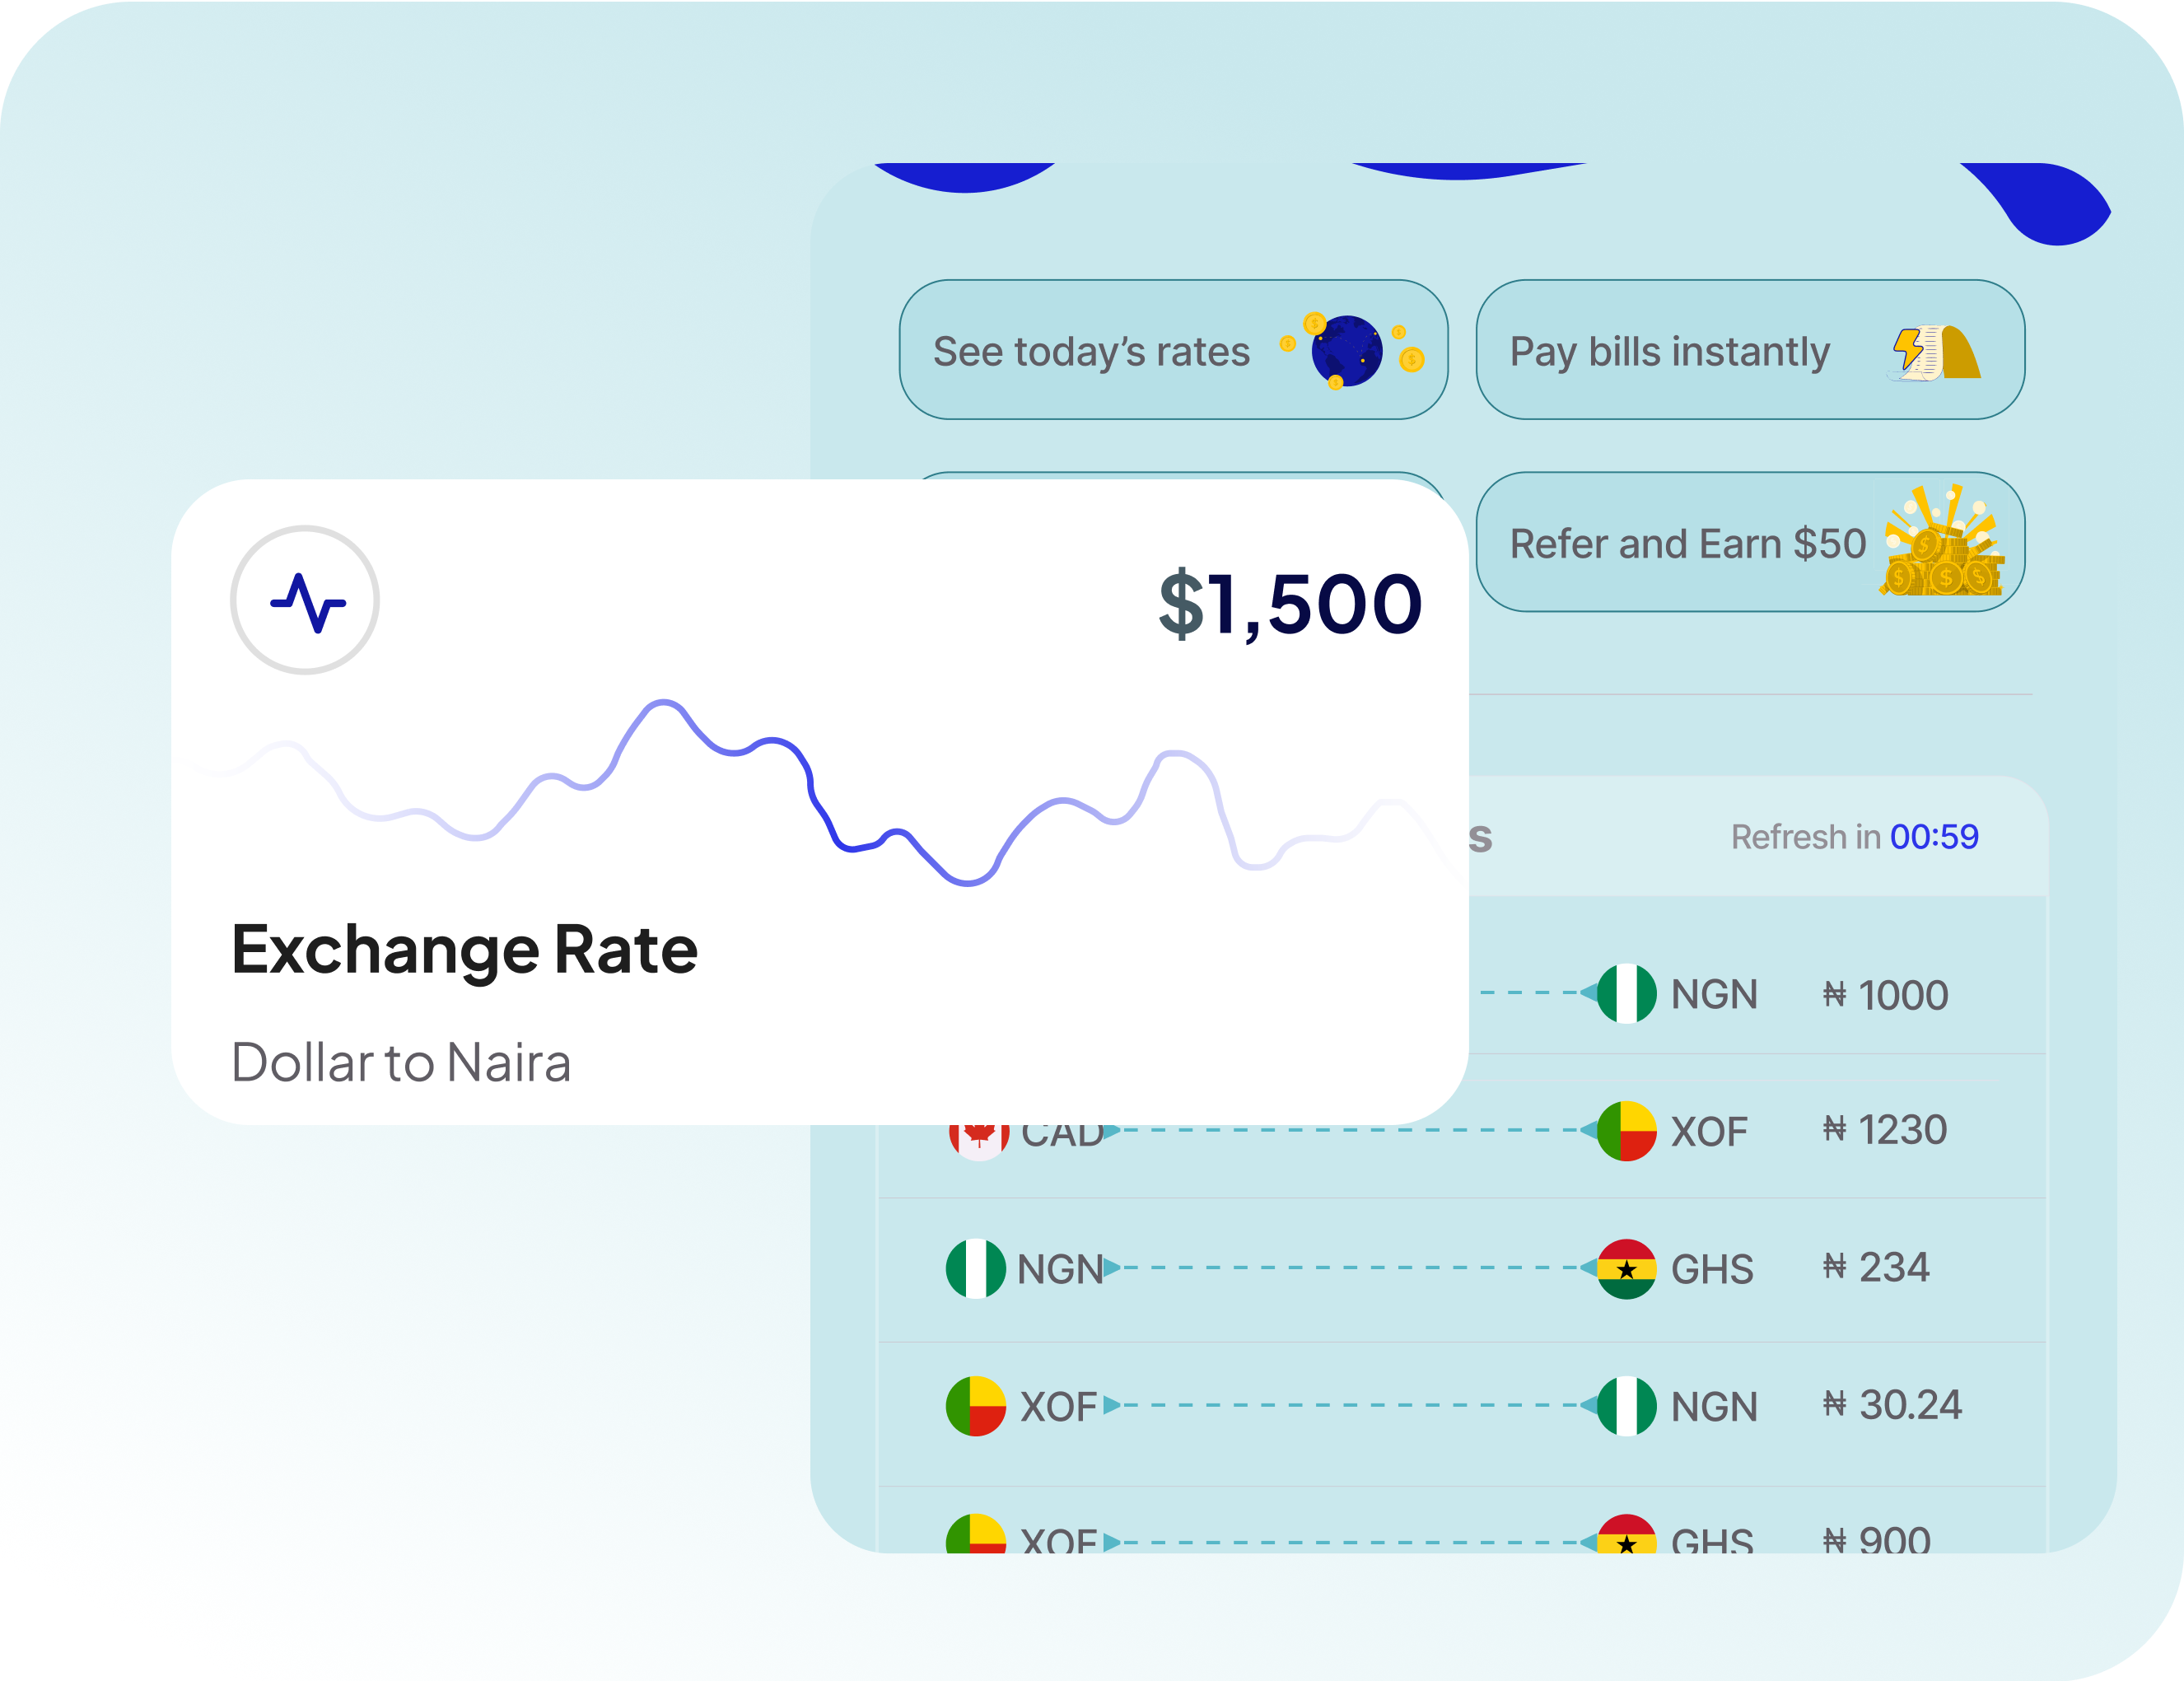 See today's rates
Pay bills instantly
Refer and Earn $50
$1,500
Refreshes in 00:59
Exchange Rate
Dollar to Naira
NGN ₦ 1000
CAD XOF ₦ 1230
NGN GHS ₦ 234
XOF NGN ₦ 30.24
XOF GHS ₦ 900